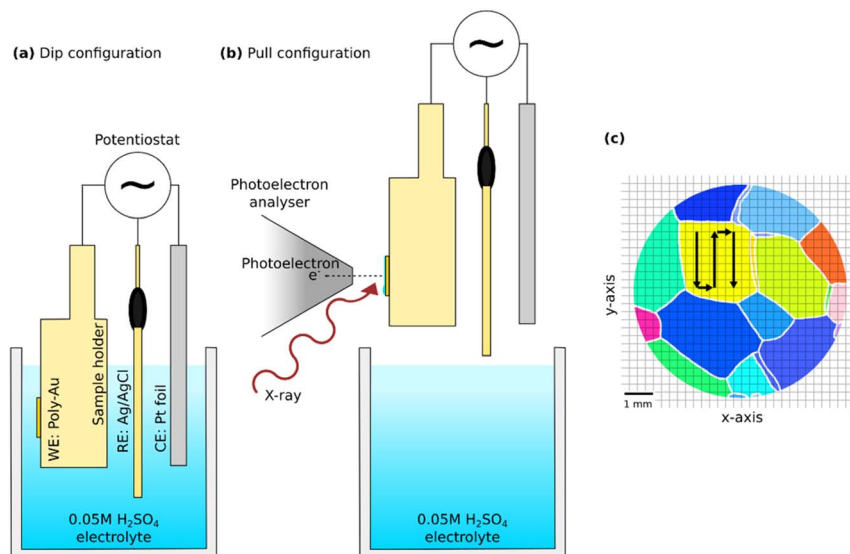 (a) Dip configuration
Potentiostat
~
WE: Poly-Au
Sample holder
RE: Ag/AgCl
CE: Pt foil
0.05M H₂SO₄
electrolyte
(b) Pull configuration
~
Photoelectron
analyser
Photoelectron
e⁻
X-ray
0.05M H₂SO₄
electrolyte
(c)
y-axis
1 mm
x-axis